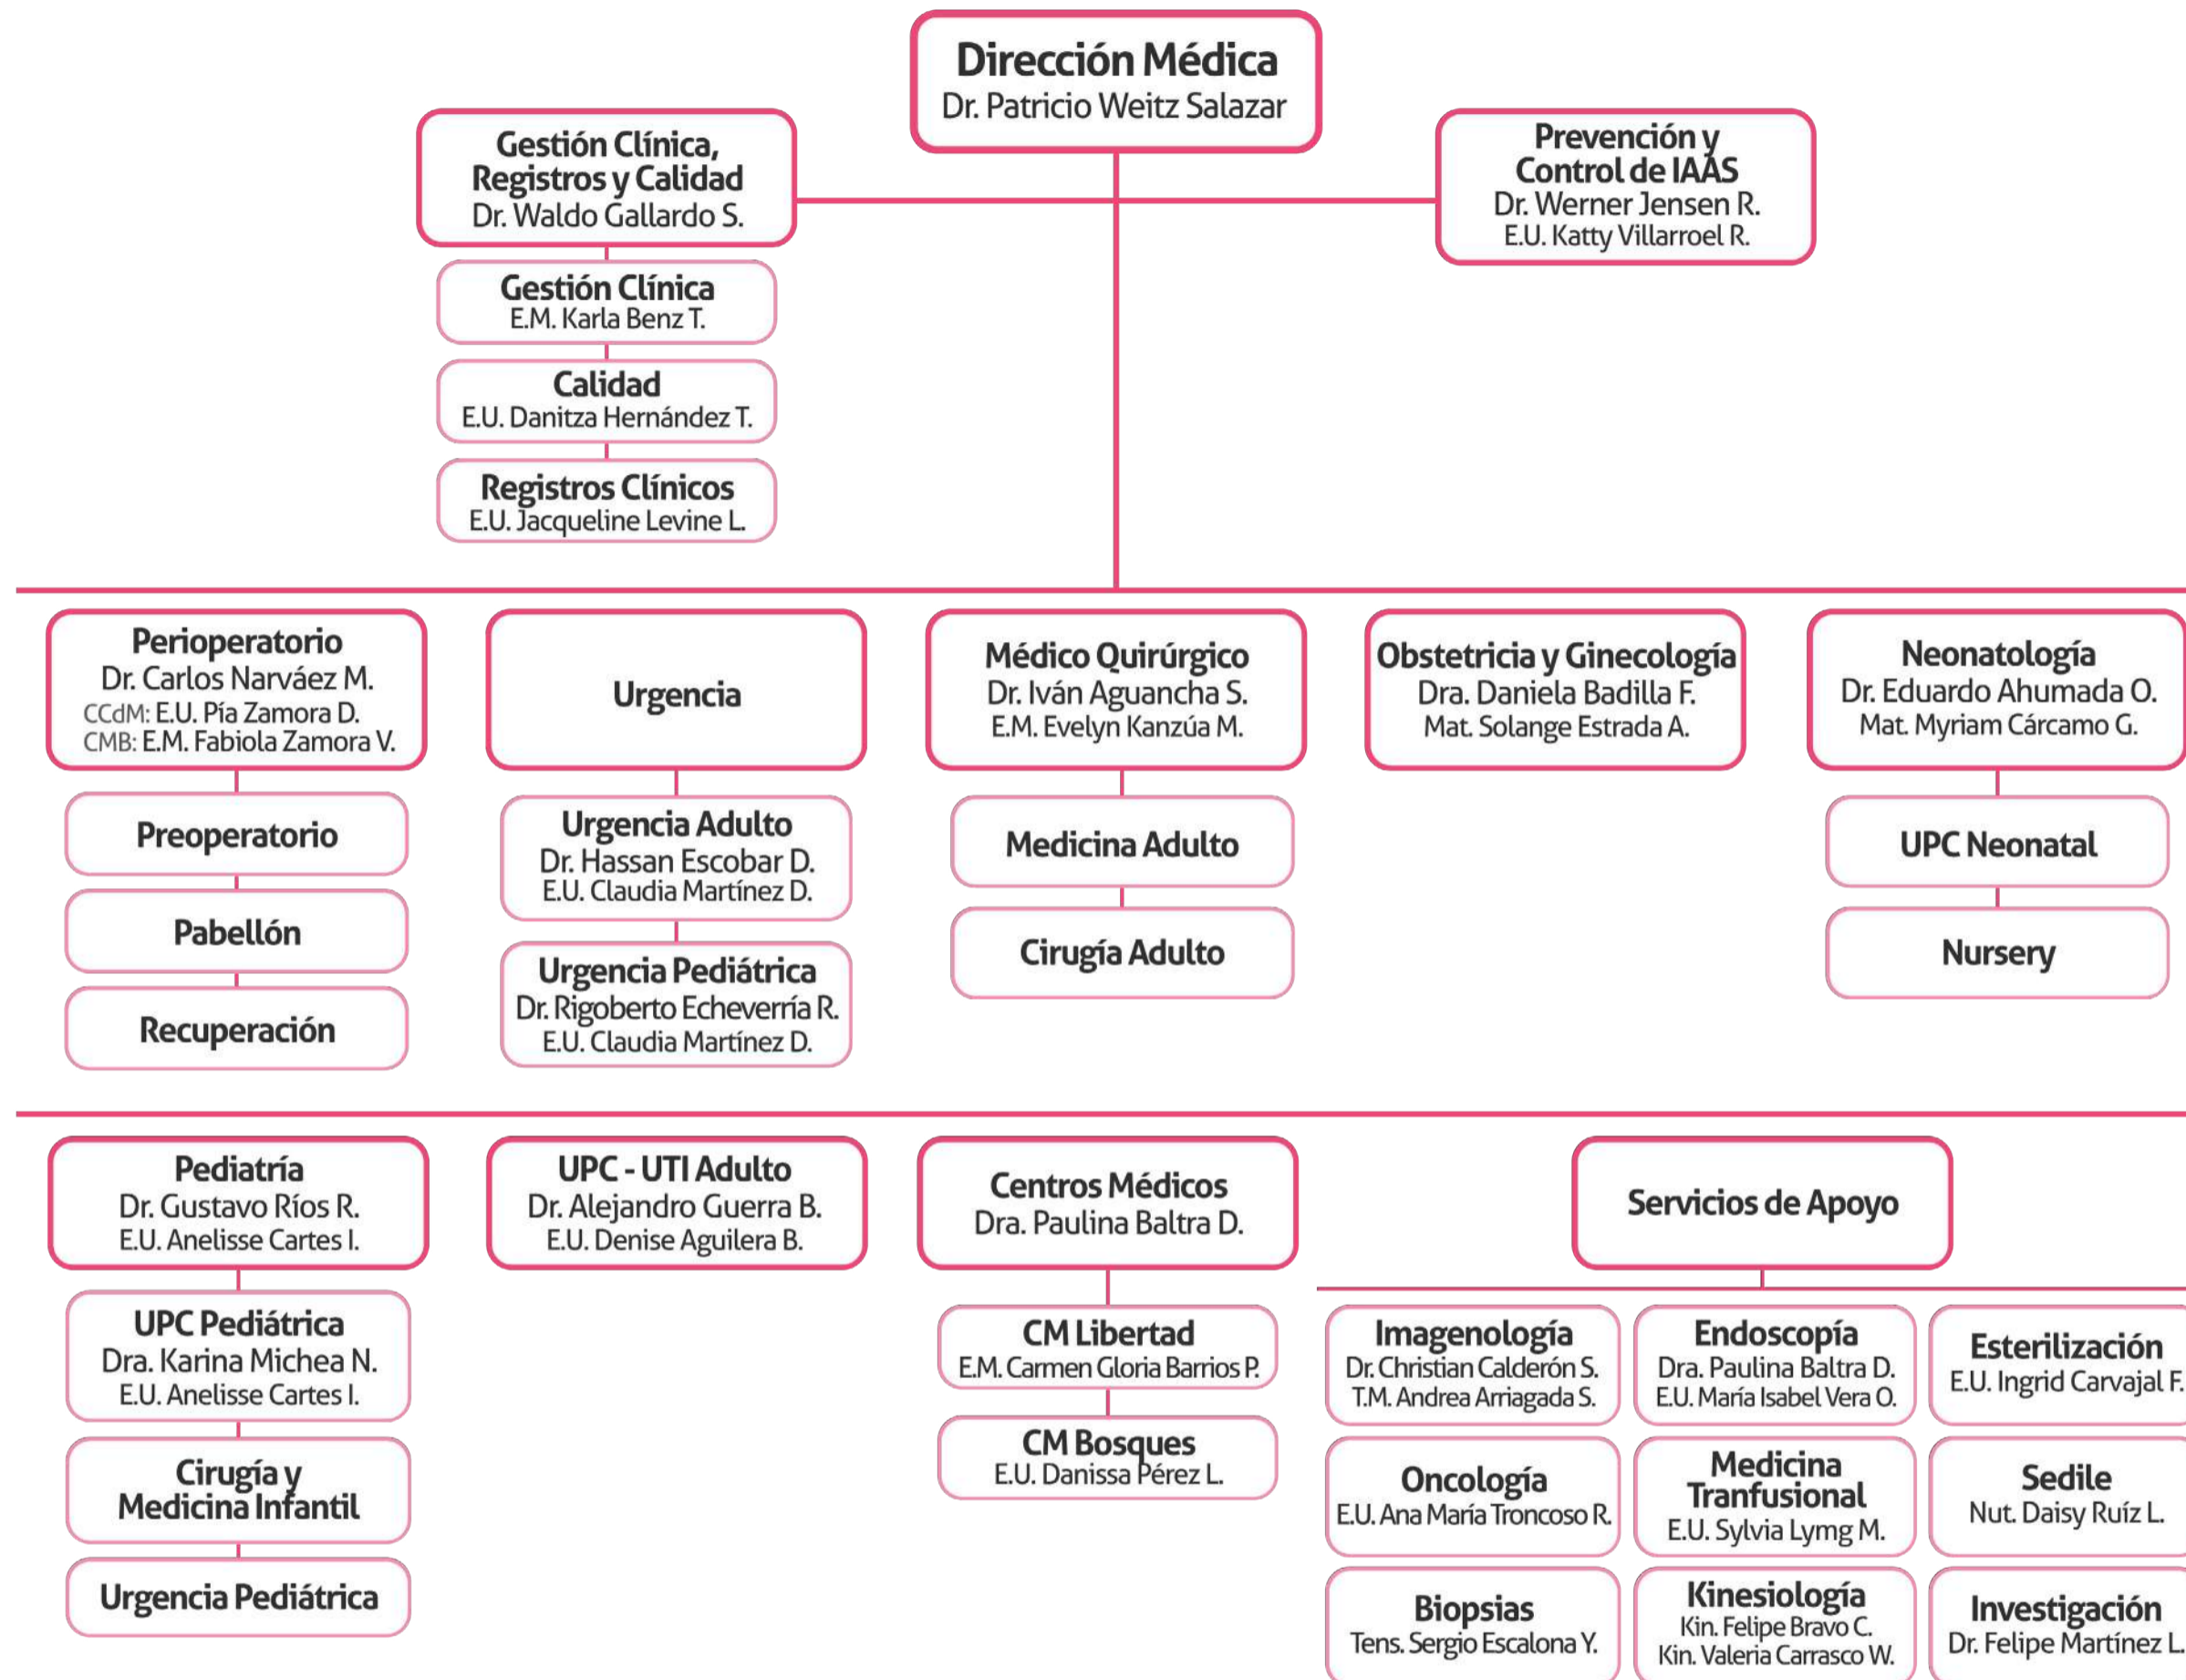 Dirección Médica
Dr. Patricio Weitz Salazar
Gestión Clínica,
Registros y Calidad
Dr. Waldo Gallardo S.
Prevención y
Control de IAAS
Dr. Werner Jensen R.
E.U. Katty Villarroel R.
Gestión Clínica
E.M. Karla Benz T.
Calidad
E.U. Danitza Hernández T.
Registros Clínicos
E.U. Jacqueline Levine L.
Perioperatorio
Dr. Carlos Narváez M.
CCdM: E.U. Pía Zamora D.
CMB: E.M. Fabiola Zamora V.
Preoperatorio
Pabellón
Recuperación
Urgencia
Urgencia Adulto
Dr. Hassan Escobar D.
E.U. Claudia Martínez D.
Urgencia Pediátrica
Dr. Rigoberto Echeverría R.
E.U. Claudia Martínez D.
Médico Quirúrgico
Dr. Iván Aguancha S.
E.M. Evelyn Kanzúa M.
Medicina Adulto
Cirugía Adulto
Obstetricia y Ginecología
Dra. Daniela Badilla F.
Mat. Solange Estrada A.
Neonatología
Dr. Eduardo Ahumada O.
Mat. Myriam Cárcamo G.
UPC Neonatal
Nursery
Pediatría
Dr. Gustavo Ríos R.
E.U. Anelisse Cartes I.
UPC Pediátrica
Dra. Karina Michea N.
E.U. Anelisse Cartes I.
Cirugía y
Medicina Infantil
Urgencia Pediátrica
UPC - UTI Adulto
Dr. Alejandro Guerra B.
E.U. Denise Aguilera B.
Centros Médicos
Dra. Paulina Baltra D.
CM Libertad
E.M. Carmen Gloria Barrios P.
CM Bosques
E.U. Danissa Pérez L.
Servicios de Apoyo
Imagenología
Dr. Christian Calderón S.
T.M. Andrea Arriagada S.
Endoscopía
Dra. Paulina Baltra D.
E.U. María Isabel Vera O.
Esterilización
E.U. Ingrid Carvajal F.
Oncología
E.U. Ana María Troncoso R.
Medicina
Tranfusional
E.U. Sylvia Lymg M.
Sedile
Nut. Daisy Ruíz L.
Biopsias
Tens. Sergio Escalona Y.
Kinesiología
Kin. Felipe Bravo C.
Kin. Valeria Carrasco W.
Investigación
Dr. Felipe Martínez L.